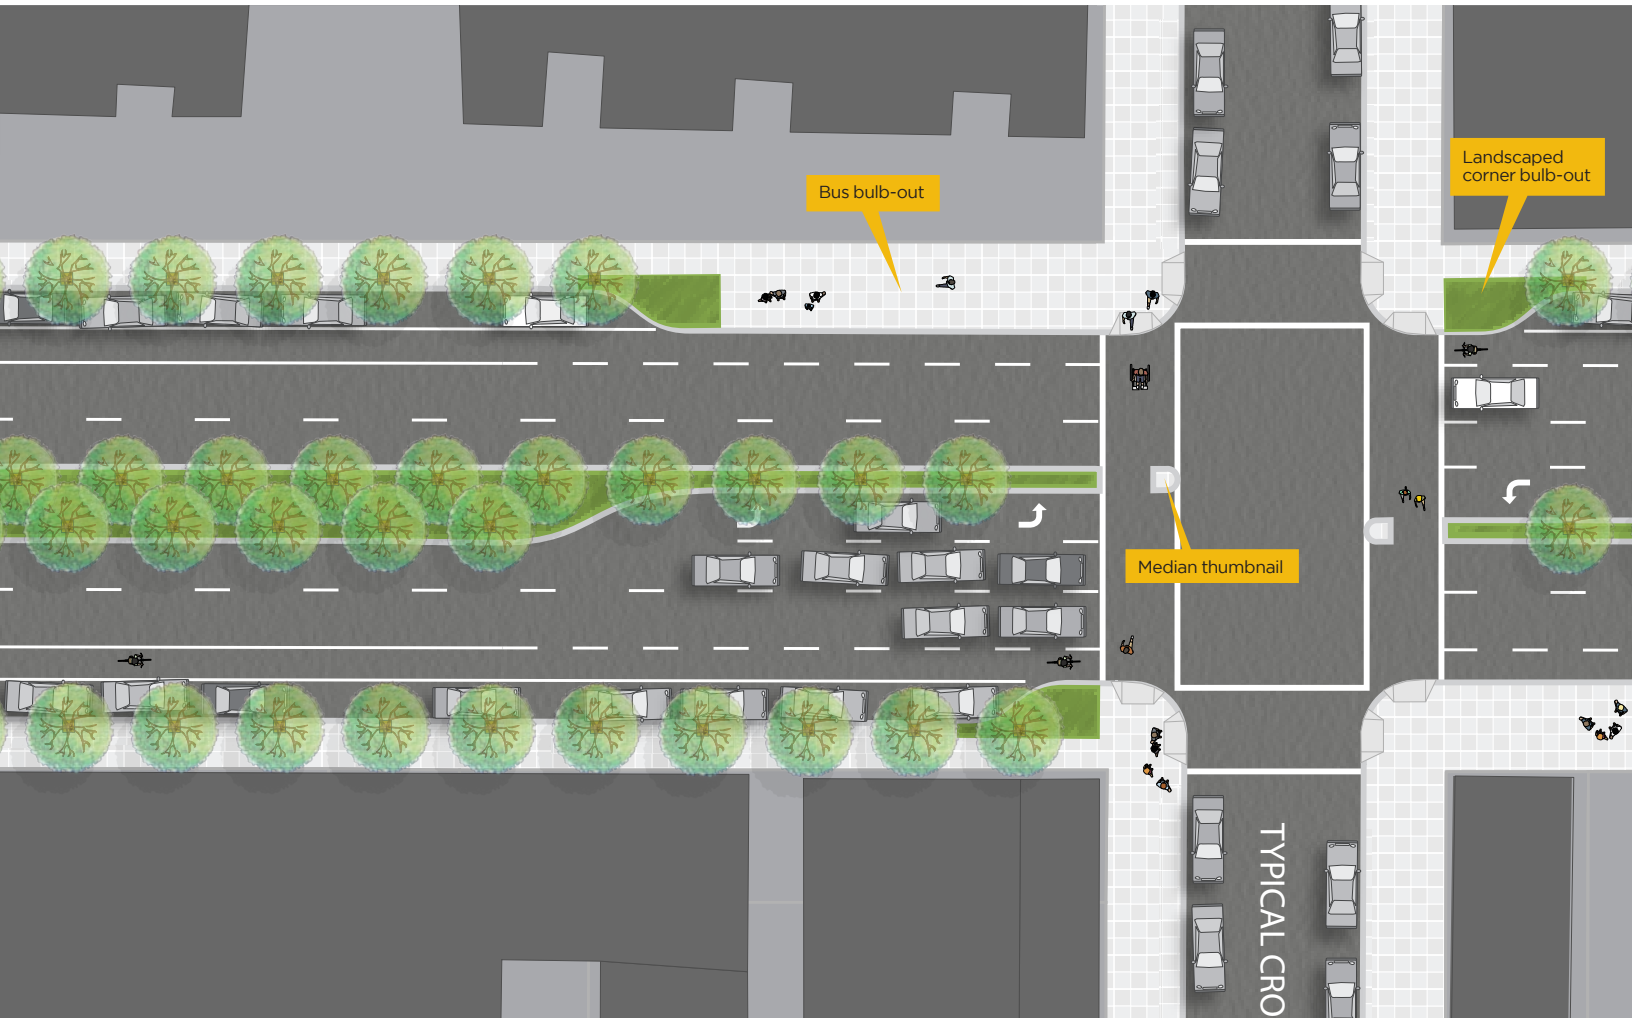 Landscaped
corner bulb-out
Bus bulb-out
Median thumbnail
TYPICAL CRO